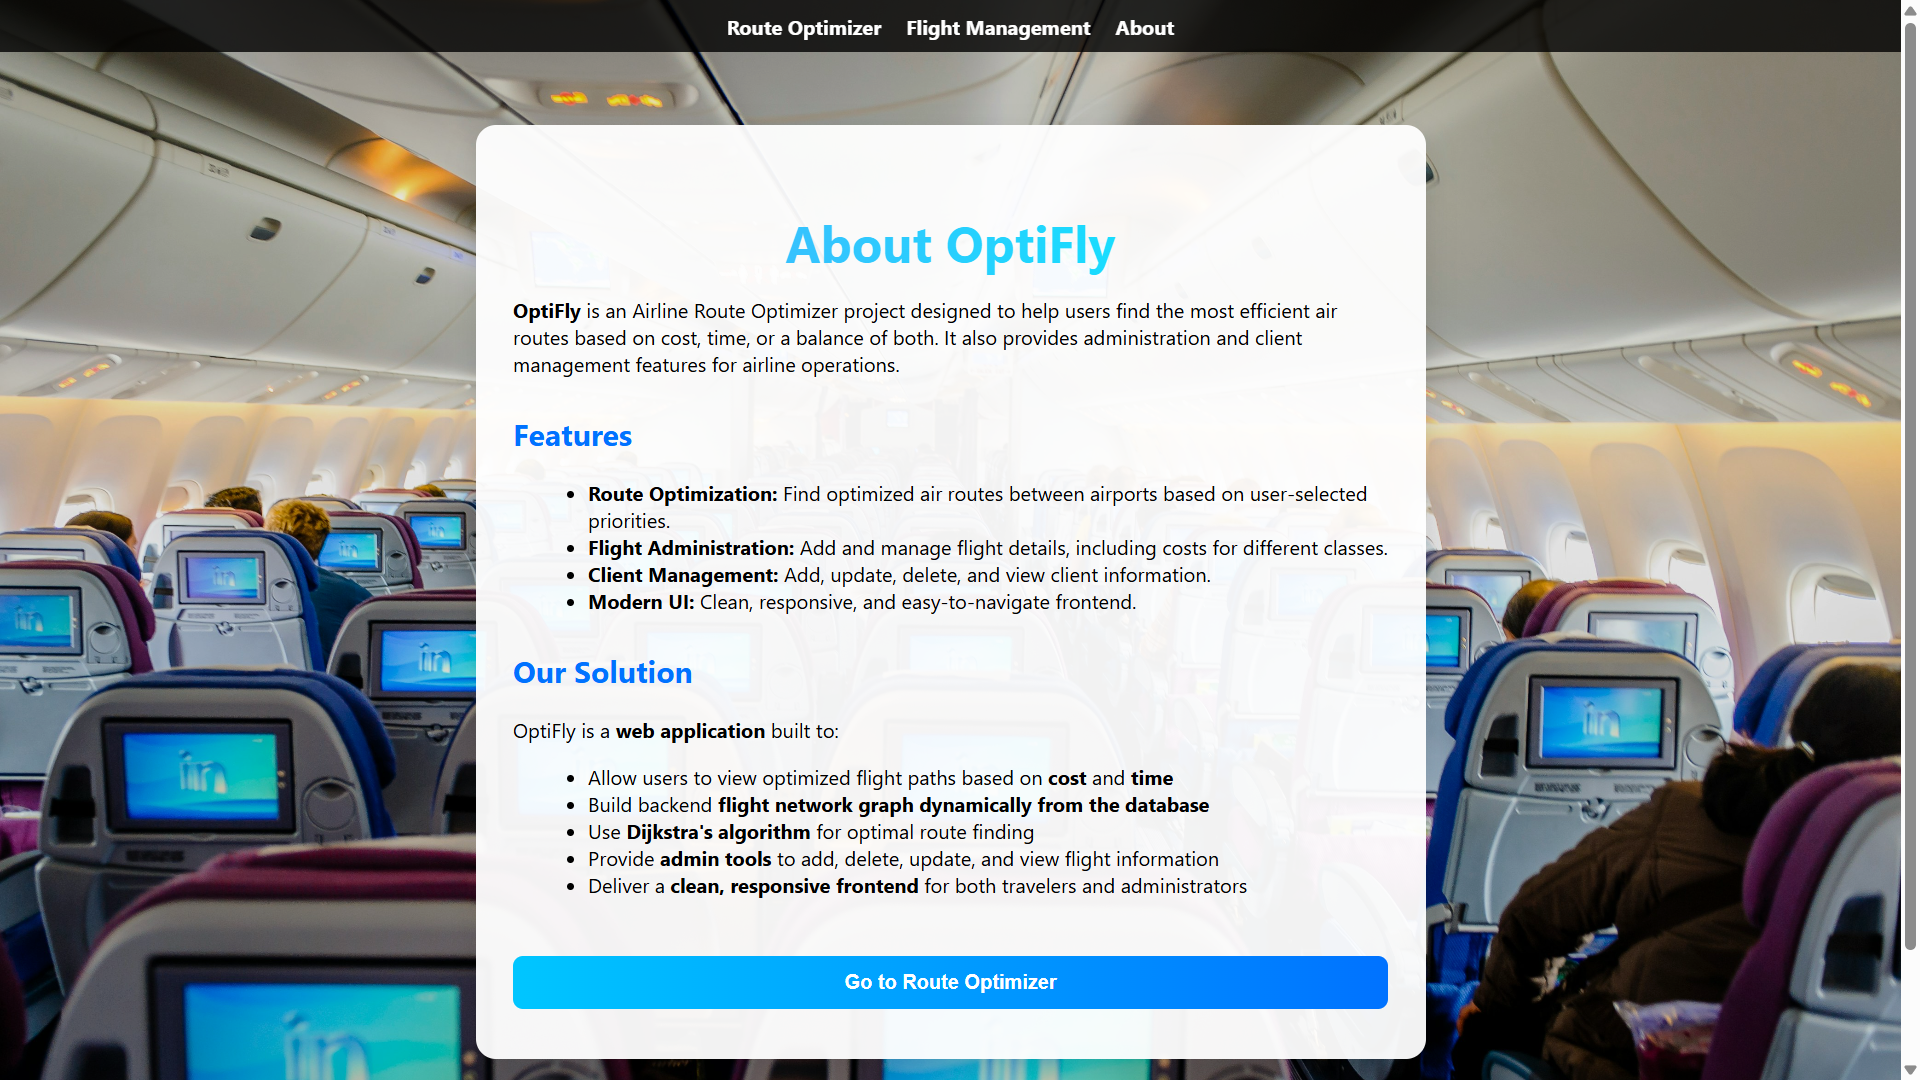 Route Optimizer Flight Management About
About OptiFly
OptiFly is an Airline Route Optimizer project designed to help users find the most efficient air
routes based on cost, time, or a balance of both. It also provides administration and client
management features for airline operations.
Features
Route Optimization: Find optimized air routes between airports based on user-selected
priorities.
Flight Administration: Add and manage flight details, including costs for different classes.
Client Management: Add, update, delete, and view client information.
Modern UI: Clean, responsive, and easy-to-navigate frontend.
Our Solution
OptiFly is a web application built to:
Allow users to view optimized flight paths based on cost and time
Build backend flight network graph dynamically from the database
Use Dijkstra's algorithm for optimal route finding
Provide admin tools to add, delete, update, and view flight information
Deliver a clean, responsive frontend for both travelers and administrators
Go to Route Optimizer